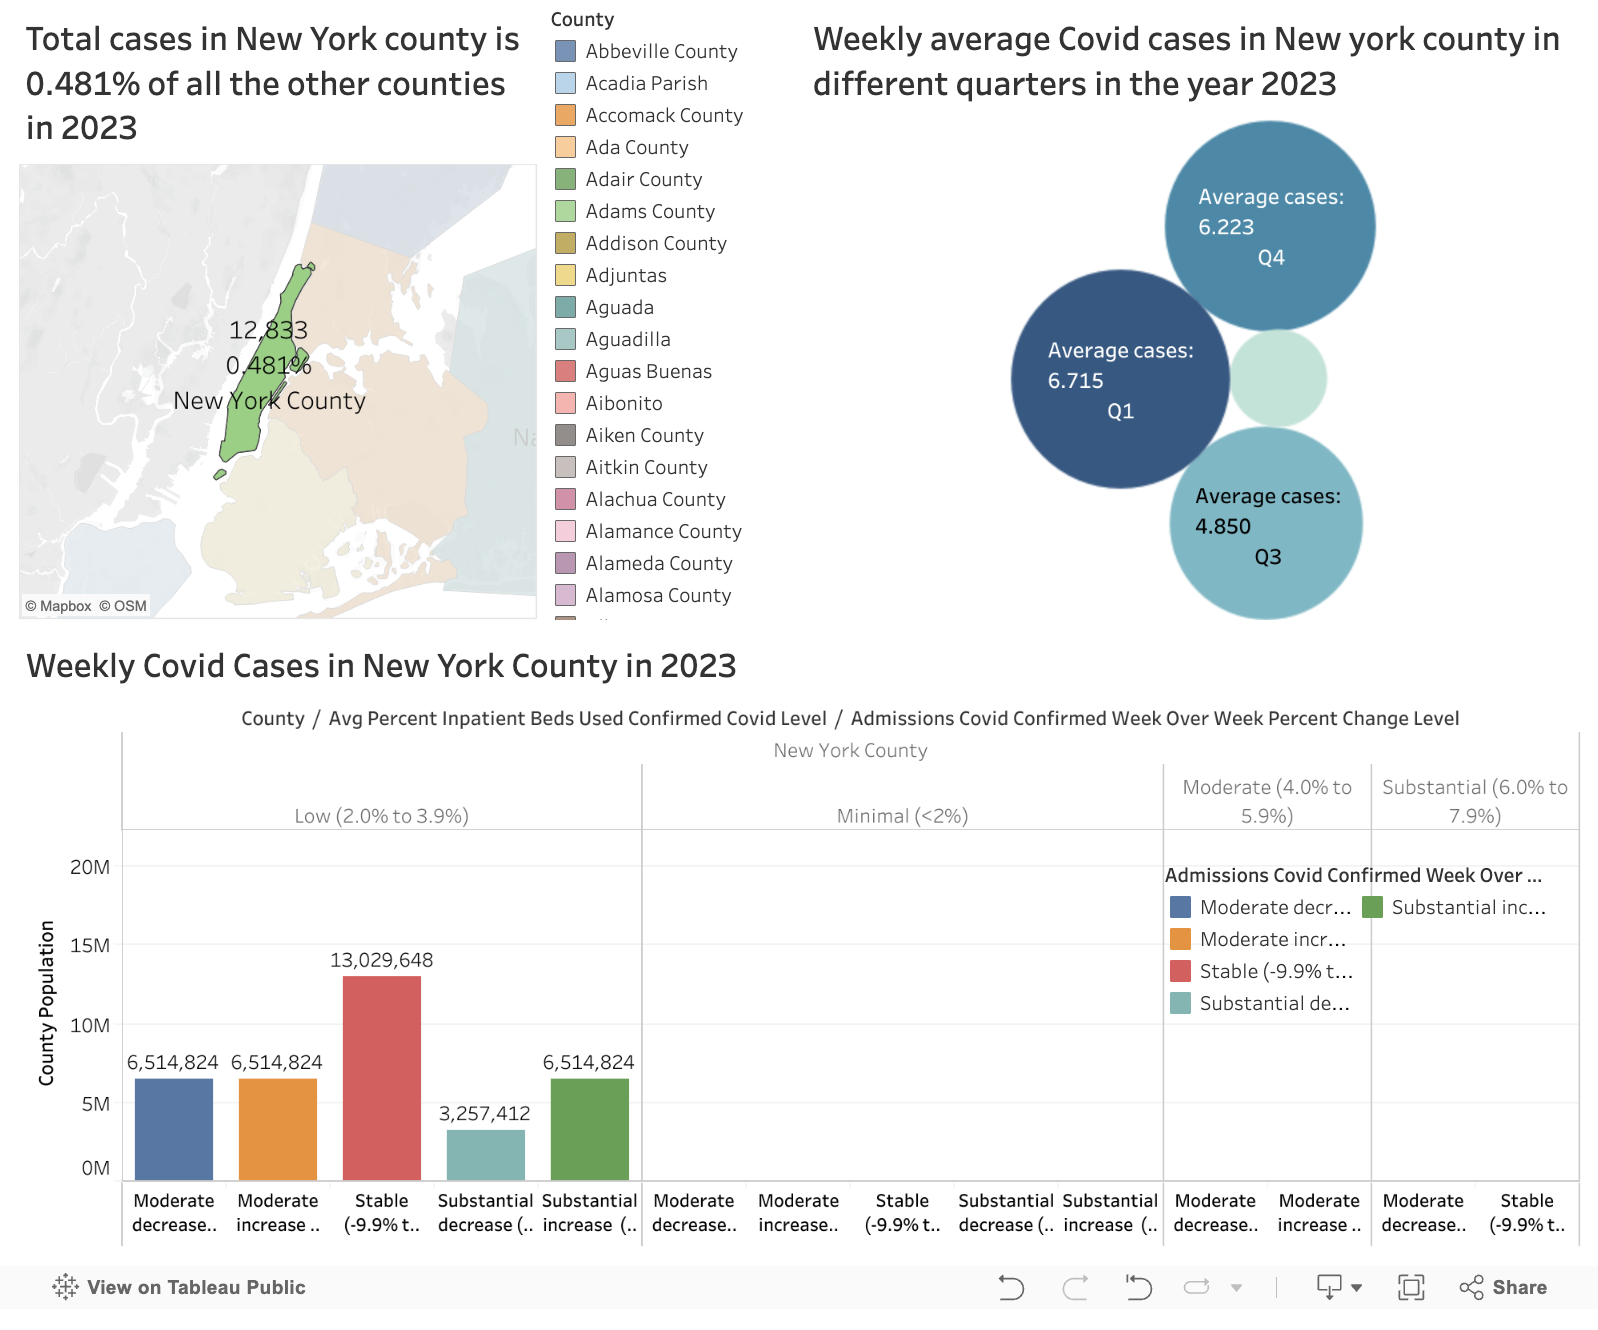 Total cases in New York county is
0.481% of all the other counties
in 2023
12,833
0.481%
New York County
Na
© Mapbox © OSM
County
Abbeville County
Acadia Parish
Accomack County
Ada County
Adair County
Adams County
Addison County
Adjuntas
Aguada
Aguadilla
Aguas Buenas
Aibonito
Aiken County
Aitkin County
Alachua County
Alamance County
Alameda County
Alamosa County
Weekly average Covid cases in New york county in
different quarters in the year 2023
Average cases:
6.223
Q4
Average cases:
6.715
Q1
Average cases:
4.850
Q3
Weekly Covid Cases in New York County in 2023
County / Avg Percent Inpatient Beds Used Confirmed Covid Level / Admissions Covid Confirmed Week Over Week Percent Change Level
New York County
Low (2.0% to 3.9%)
Minimal (<2%)
Moderate (4.0% to
5.9%)
Substantial (6.0% to
7.9%)
County Population
20M
15M
10M
5M
0M
6,514,824
6,514,824
13,029,648
3,257,412
6,514,824
Admissions Covid Confirmed Week Over ...
Moderate decr...
Moderate incr...
Stable (-9.9% t...
Substantial de...
Substantial inc...
Moderate
decrease..
Moderate
increase ..
Stable
(-9.9% t..
Substantial
decrease (..
Substantial
increase (..
Moderate
decrease..
Moderate
increase..
Stable
(-9.9% t..
Substantial
decrease (..
Substantial
increase (..
Moderate
decrease..
Moderate
increase ..
Moderate
decrease..
Stable
(-9.9% t..
View on Tableau Public
Share